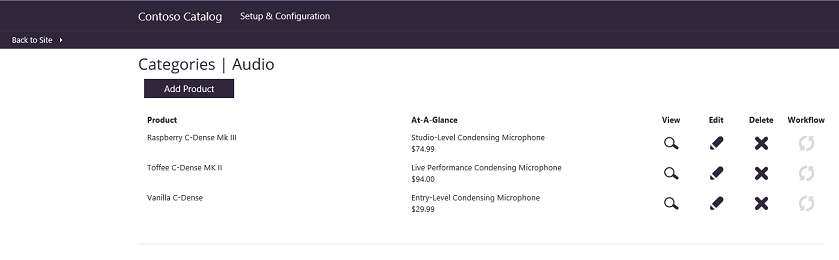 Contoso Catalog Setup & Configuration
Back to Site
Categories | Audio
Add Product
Product At-A-Glance View Edit Delete Workflow
Raspberry C-Dense Mk III Studio-Level Condensing Microphone
$74.99
Toffee C-Dense MK II Live Performance Condensing Microphone
$94.00
Vanilla C-Dense Entry-Level Condensing Microphone
$29.99